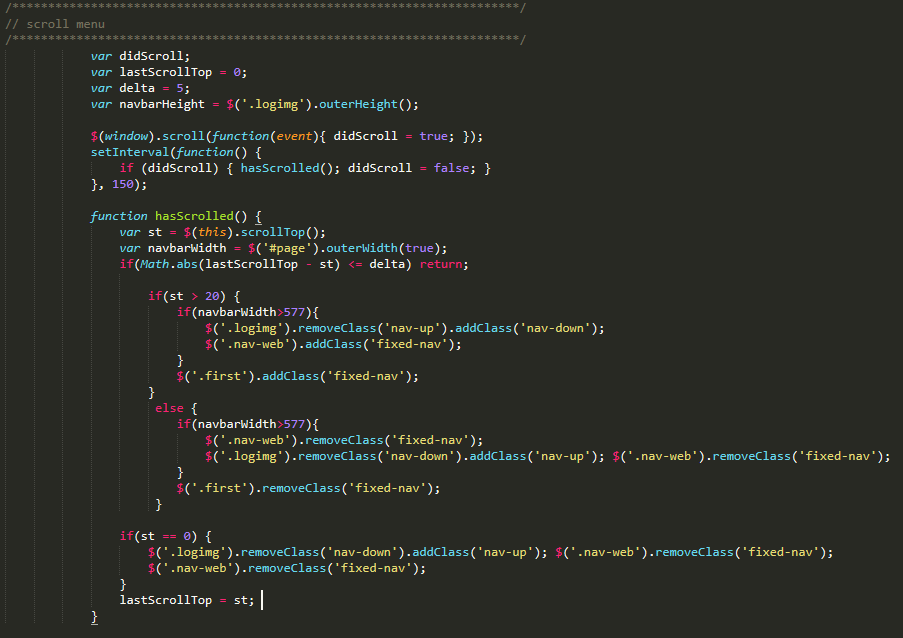 /***********************************************************************/
// scroll menu
/***********************************************************************/
var didScroll;
var lastScrollTop = 0;
var delta = 5;
var navbarHeight = $('.logimg').outerHeight();
$(window).scroll(function(event){ didScroll = true; });
setInterval(function() {
if (didScroll) { hasScrolled(); didScroll = false; }
}, 150);
function hasScrolled() {
var st = $(this).scrollTop();
var navbarWidth = $('#page').outerWidth(true);
if(Math.abs(lastScrollTop - st) <= delta) return;
if(st > 20) {
if(navbarWidth>577){
$('.logimg').removeClass('nav-up').addClass('nav-down');
$('.nav-web').addClass('fixed-nav');
}
$('.first').addClass('fixed-nav');
}
else {
if(navbarWidth>577){
$('.nav-web').removeClass('fixed-nav');
$('.logimg').removeClass('nav-down').addClass('nav-up'); $('.nav-web').removeClass('fixed-nav');
}
$('.first').removeClass('fixed-nav');
}
if(st == 0) {
$('.logimg').removeClass('nav-down').addClass('nav-up'); $('.nav-web').removeClass('fixed-nav');
$('.nav-web').removeClass('fixed-nav');
}
lastScrollTop = st;
}